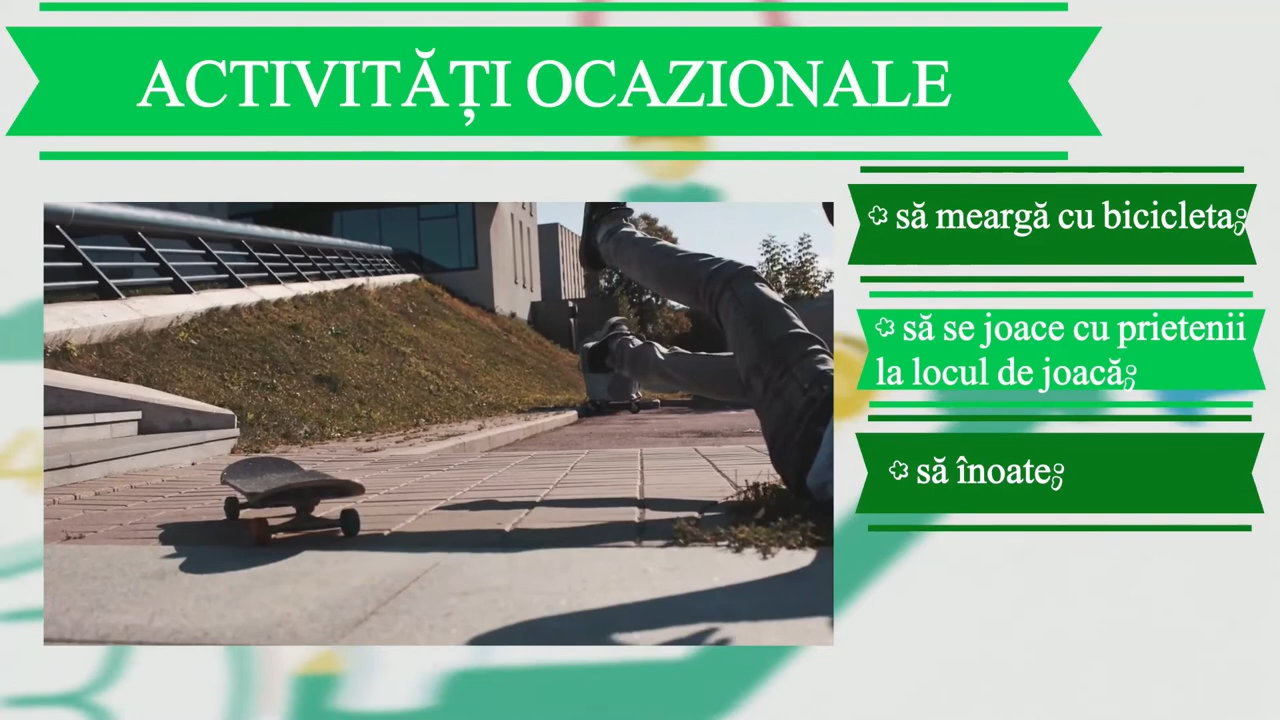 ACTIVITĂȚI OCAZIONALE
să meargă cu bicicleta;
să se joace cu prietenii
la locul de joacă;
să înoate;